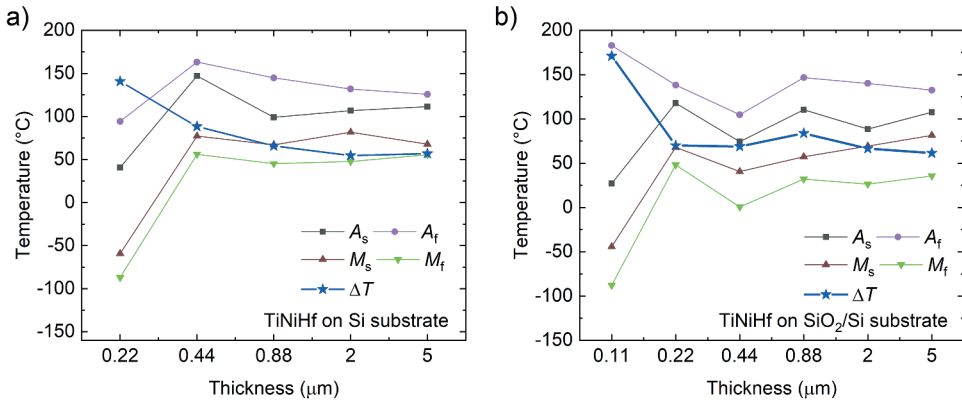 a)
200
150
100
50
0
-50
-100
-150
Temperature (°C)
0.22 0.44 0.88 2 5
Thickness (μm)
As Af
Ms Mf
ΔT
TiNiHf on Si substrate
b)
200
150
100
50
0
-50
-100
-150
Temperature (°C)
0.11 0.22 0.44 0.88 2 5
Thickness (μm)
As Af
Ms Mf
ΔT
TiNiHf on SiO₂/Si substrate